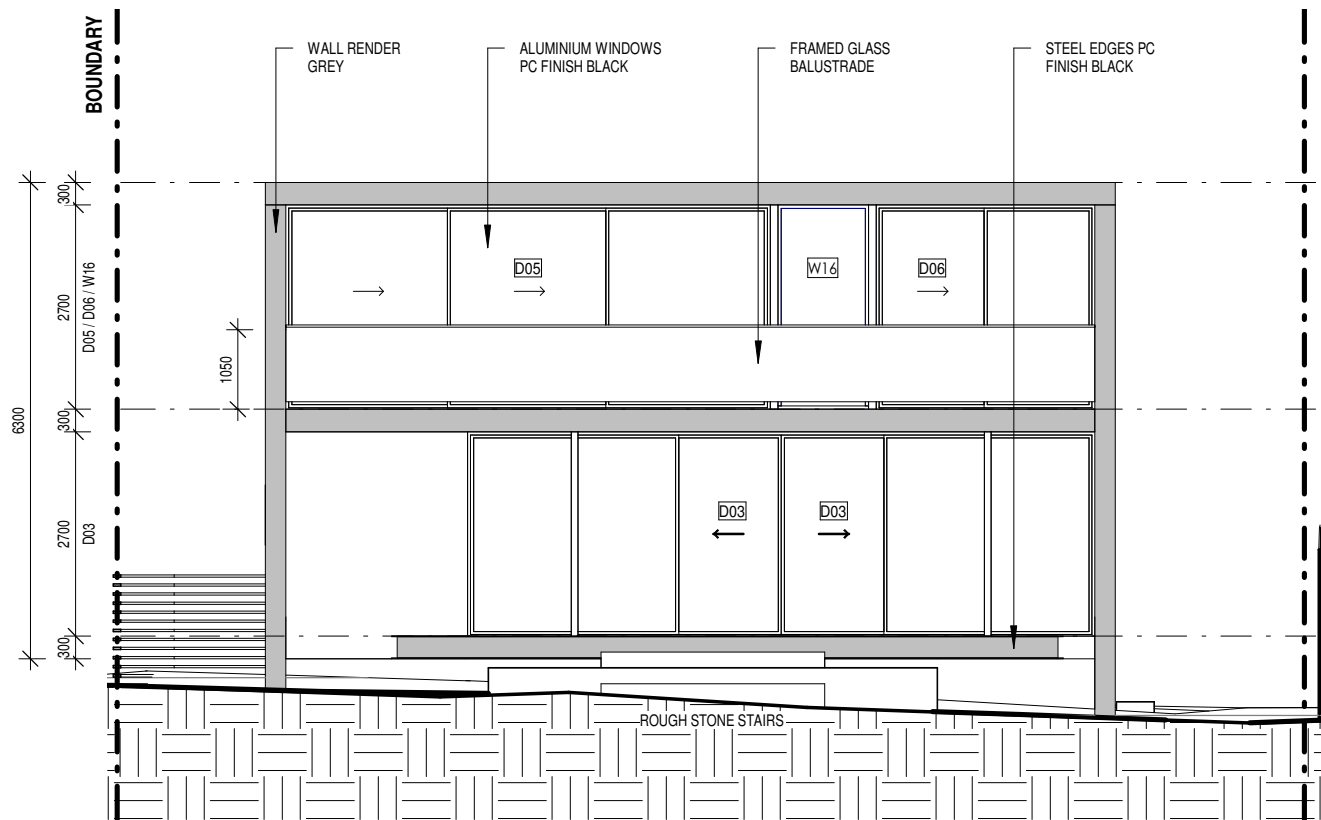 BOUNDARY
WALL RENDER
GREY
ALUMINIUM WINDOWS
PC FINISH BLACK
FRAMED GLASS
BALUSTRADE
STEEL EDGES PC
FINISH BLACK
300
2700
D05 / D06 / W16
1050
6300
300
2700
D03
300
D05
W16
D06
D03
D03
ROUGH STONE STAIRS